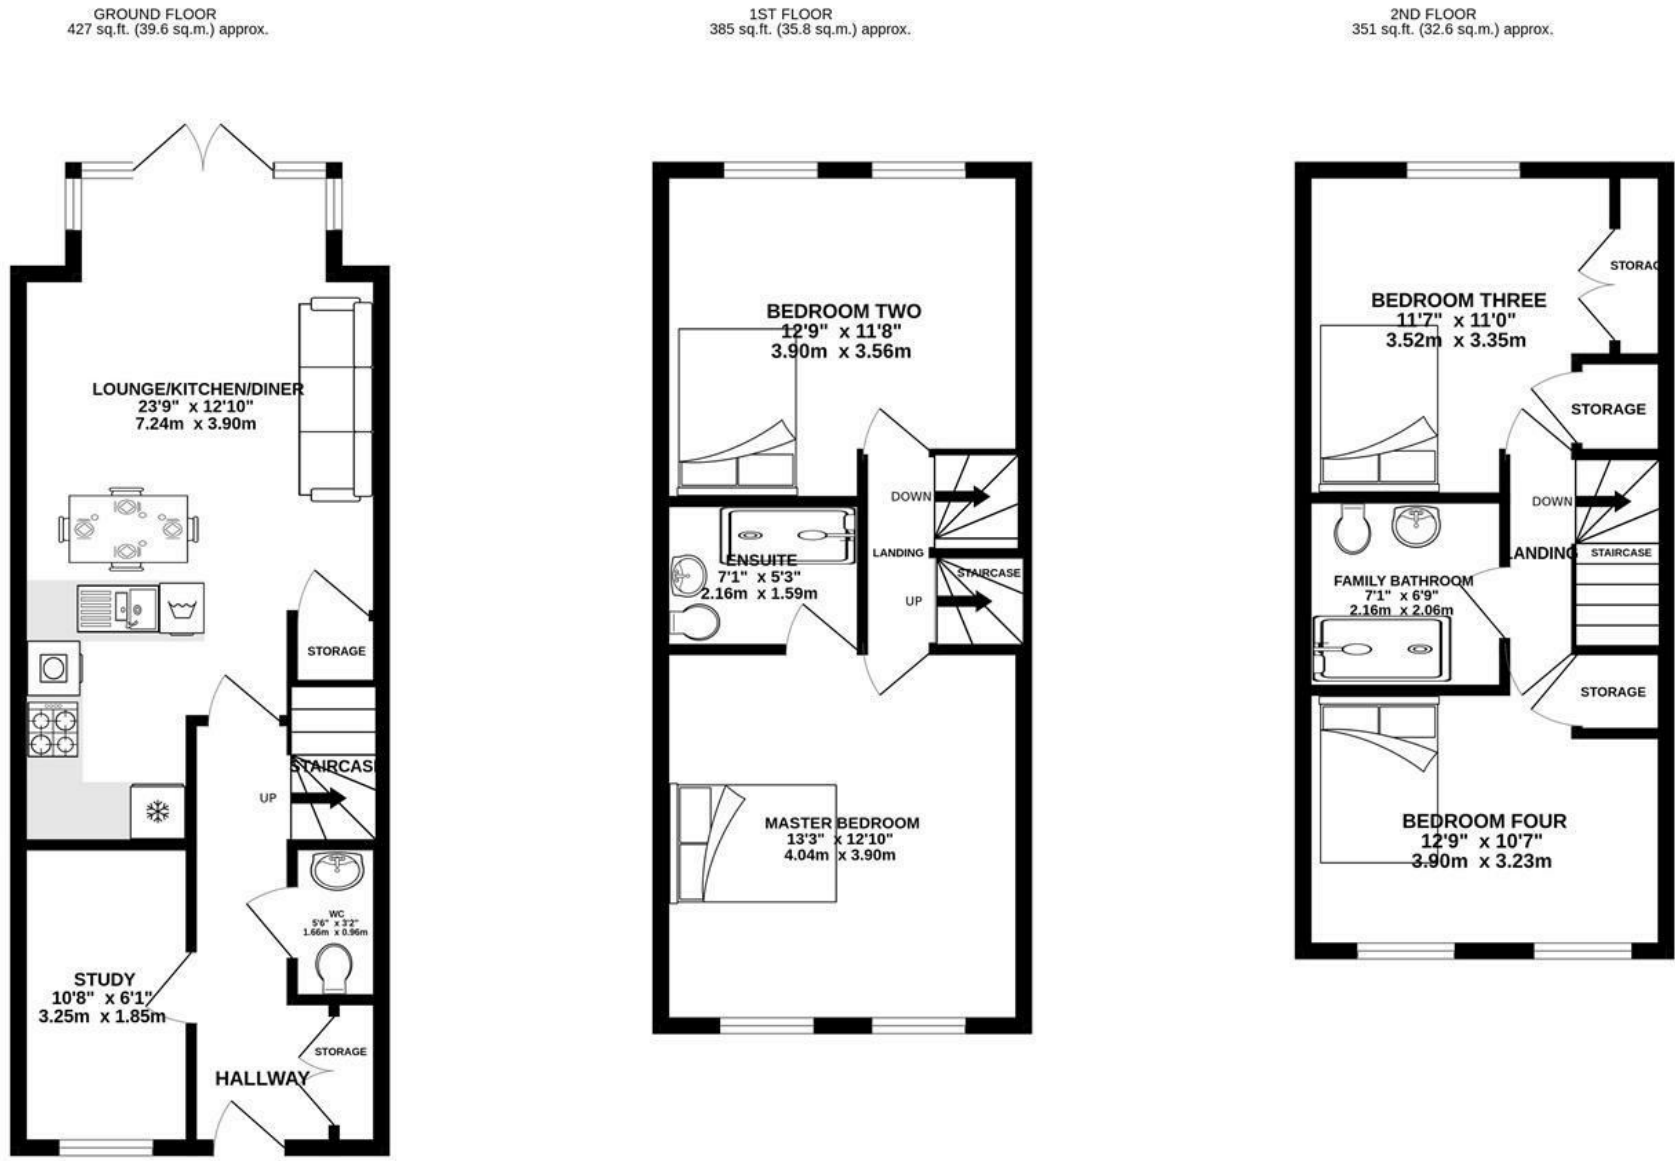 GROUND FLOOR
427 sq.ft. (39.6 sq.m.) approx.
LOUNGE/KITCHEN/DINER
23'9" x 12'10"
7.24m x 3.90m
STORAGE
STAIRCASE
UP
WC
5'6" x 3'2"
1.66m x 0.96m
STUDY
10'8" x 6'1"
3.25m x 1.85m
STORAGE
HALLWAY
1ST FLOOR
385 sq.ft. (35.8 sq.m.) approx.
BEDROOM TWO
12'9" x 11'8"
3.90m x 3.56m
DOWN
LANDING
ENSUITE
7'1" x 5'3"
2.16m x 1.59m
STAIRCASE
UP
MASTER BEDROOM
13'3" x 12'10"
4.04m x 3.90m
2ND FLOOR
351 sq.ft. (32.6 sq.m.) approx.
STORAG
BEDROOM THREE
11'7" x 11'0"
3.52m x 3.35m
STORAGE
DOWN
LANDING
STAIRCASE
FAMILY BATHROOM
7'1" x 6'9"
2.16m x 2.06m
STORAGE
BEDROOM FOUR
12'9" x 10'7"
3.90m x 3.23m